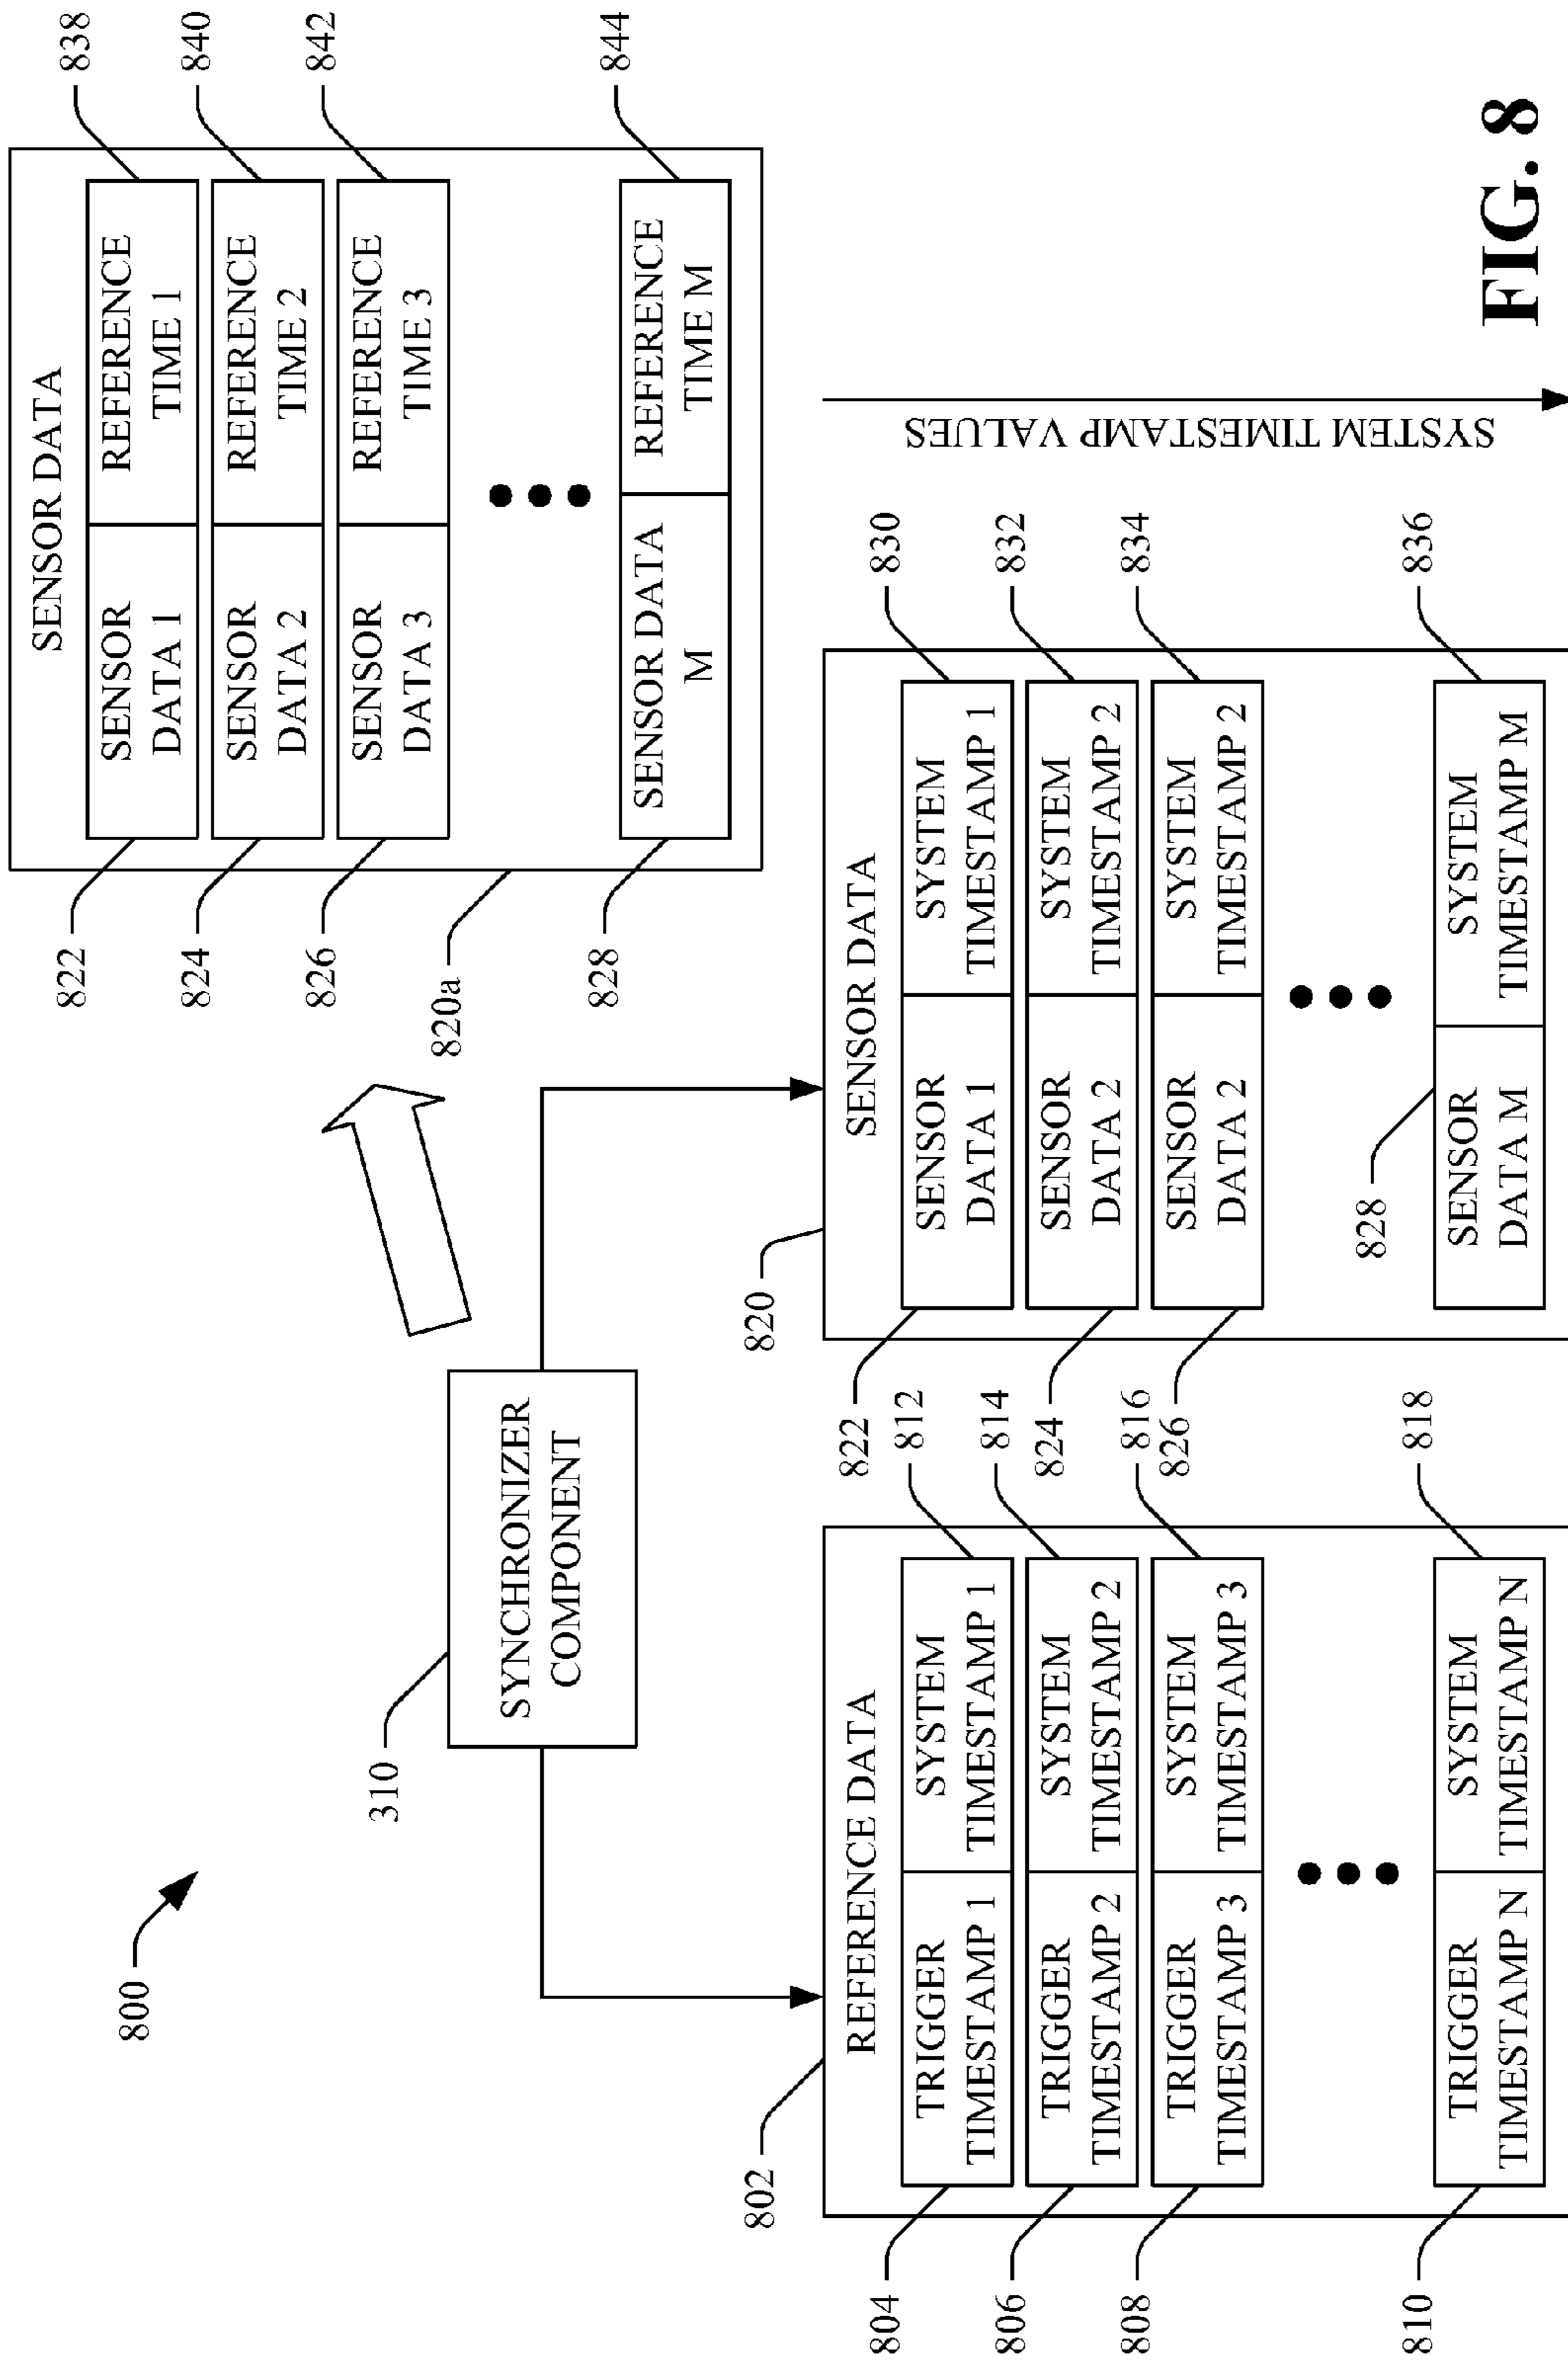 800
310
SYNCHRONIZER
COMPONENT
SENSOR DATA
822
SENSOR
DATA 1
REFERENCE
TIME 1
838
824
SENSOR
DATA 2
REFERENCE
TIME 2
840
826
SENSOR
DATA 3
REFERENCE
TIME 3
842
820a
828
SENSOR DATA
M
REFERENCE
TIME M
844
802
REFERENCE DATA
804
TRIGGER
TIMESTAMP 1
SYSTEM
TIMESTAMP 1
812
806
TRIGGER
TIMESTAMP 2
SYSTEM
TIMESTAMP 2
814
808
TRIGGER
TIMESTAMP 3
SYSTEM
TIMESTAMP 3
816
810
TRIGGER
TIMESTAMP N
SYSTEM
TIMESTAMP N
818
820
SENSOR DATA
822
SENSOR
DATA 1
SYSTEM
TIMESTAMP 1
830
824
SENSOR
DATA 2
SYSTEM
TIMESTAMP 2
832
826
SENSOR
DATA 2
SYSTEM
TIMESTAMP 2
834
828
SENSOR
DATA M
SYSTEM
TIMESTAMP M
836
SYSTEM TIMESTAMP VALUES
FIG. 8